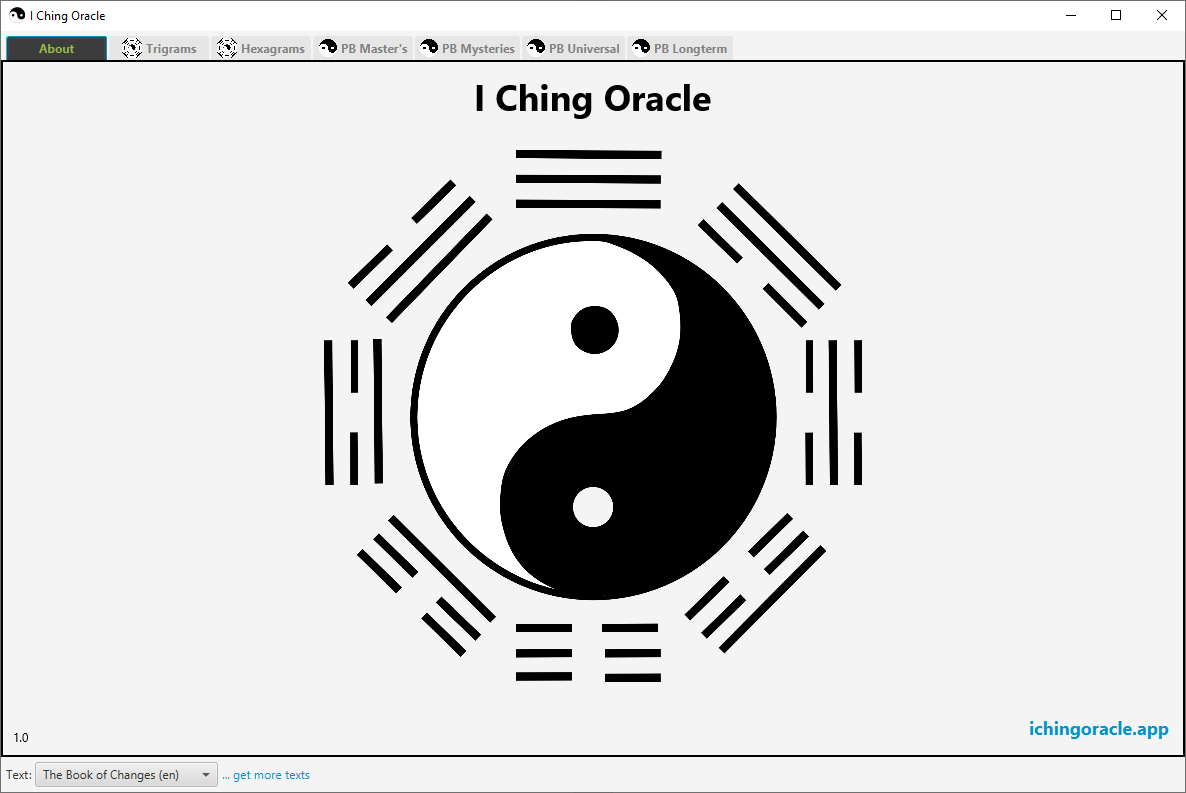 I Ching Oracle
About Trigrams Hexagrams PB Master's PB Mysteries PB Universal PB Longterm
I Ching Oracle
ichingoracle.app
1.0
Text: The Book of Changes (en) ... get more texts